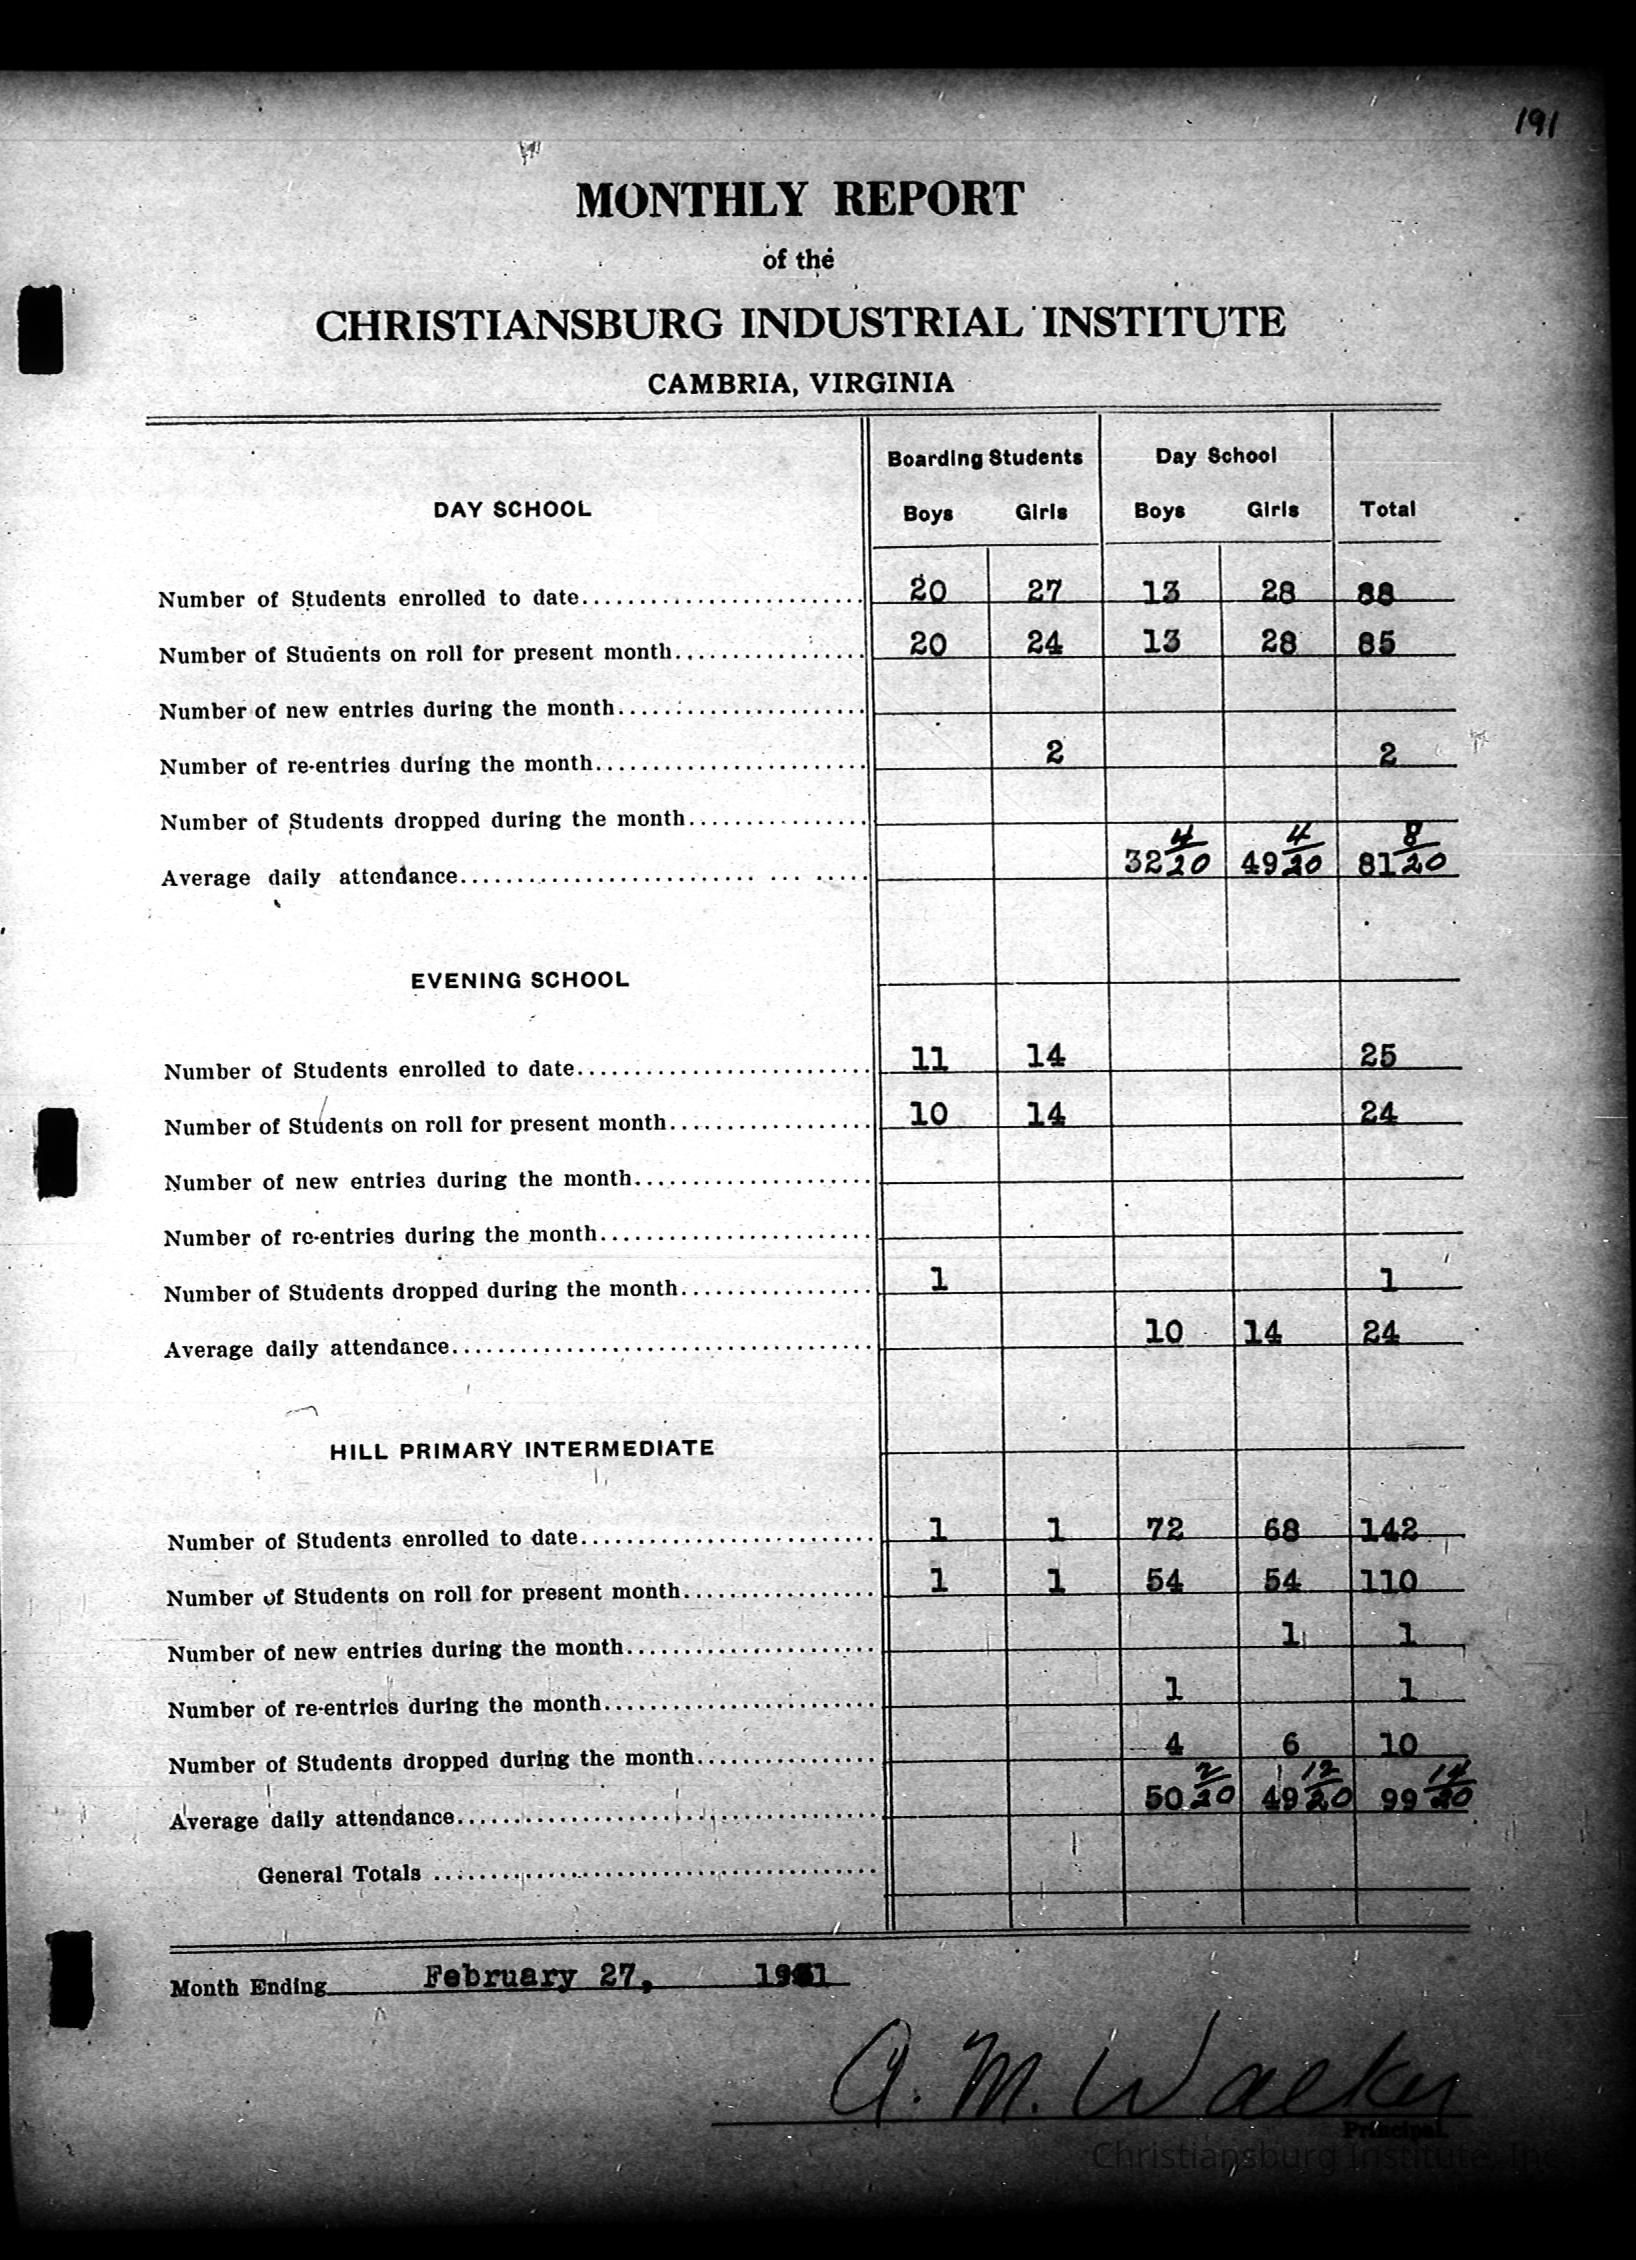 191
MONTHLY REPORT
of the
CHRISTIANSBURG INDUSTRIAL INSTITUTE
CAMBRIA, VIRGINIA
Boarding Students Day School
DAY SCHOOL Boys Girls Boys Girls Total
Number of Students enrolled to date 20 27 13 28 88
Number of Students on roll for present month 20 24 13 28 85
Number of new entries during the month
Number of re-entries during the month 2 2
Number of Students dropped during the month
Average daily attendance 32 4/20 49 4/20 81 8/20
EVENING SCHOOL
Number of Students enrolled to date 11 14 25
Number of Students on roll for present month 10 14 24
Number of new entries during the month
Number of re-entries during the month
Number of Students dropped during the month 1 1
Average daily attendance 10 14 24
HILL PRIMARY INTERMEDIATE
Number of Students enrolled to date 1 1 72 68 142
Number of Students on roll for present month 1 1 54 54 110
Number of new entries during the month 1 1
Number of re-entries during the month 1 1
Number of Students dropped during the month 4 6 10
Average daily attendance 50 2/20 49 12/20 99 14/20
General Totals
Month Ending February 27,
A. M. Walker
Principal.
Christiansburg Institute, Inc